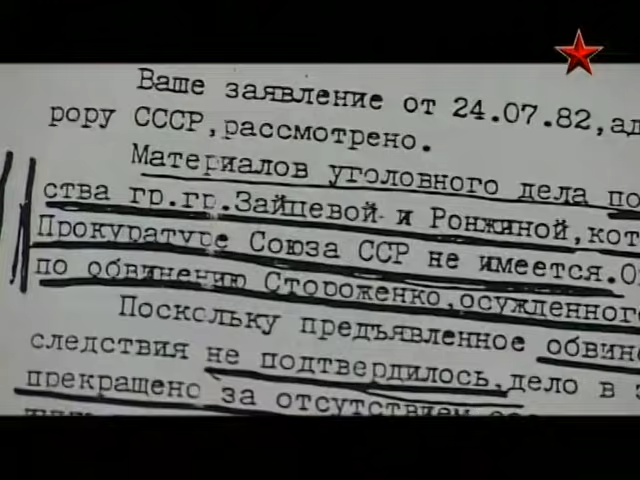 Ваше заявление от 24.07.82, ад
рору СССР, рассмотрено.
Материалов уголовного дела по
ства гр.гр.Зайцевой и Ронжиной, кот
Прокуратуре Союза ССР не имеется. О
по обвинению Стороженко, осужденного
Поскольку предъявленное обвине
следствия не подтвердилось, дело в
прекращено за отсутствием